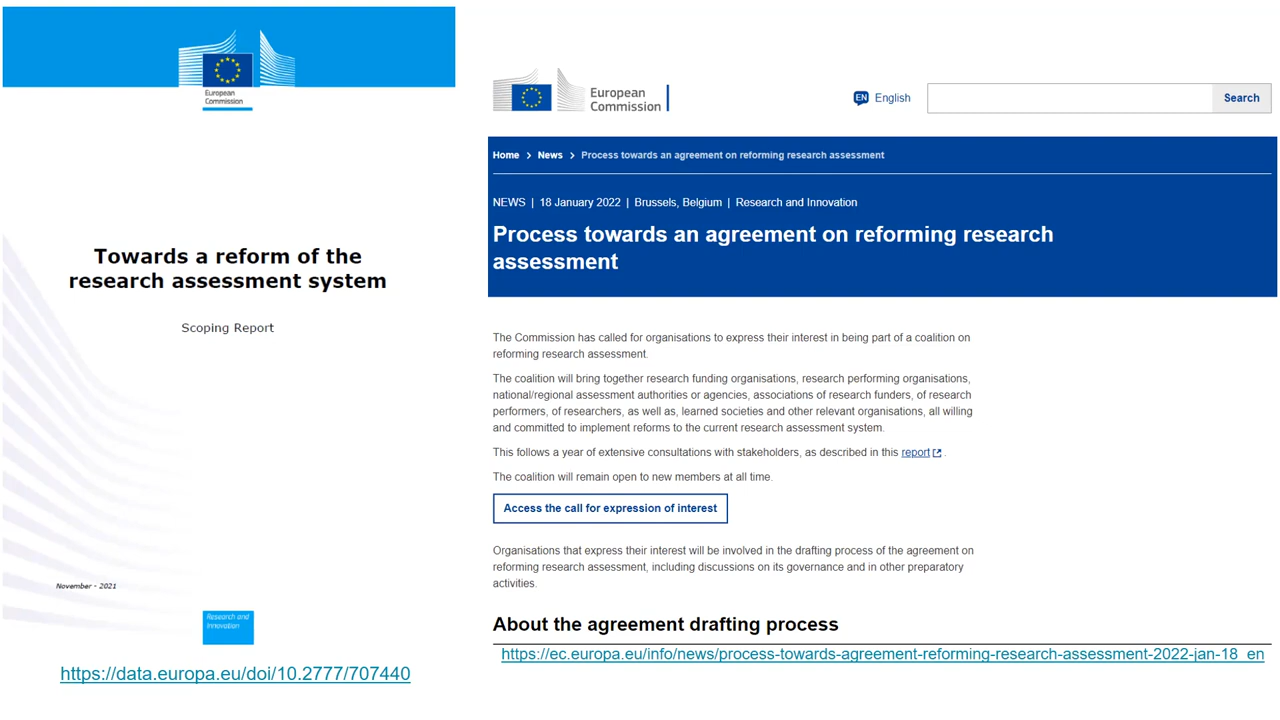 European
Commission
Towards a reform of the
research assessment system
Scoping Report
November - 2021
Research and
Innovation
https://data.europa.eu/doi/10.2777/707440
European
Commission
EN English
Search
Home > News > Process towards an agreement on reforming research assessment
NEWS | 18 January 2022 | Brussels, Belgium | Research and Innovation
Process towards an agreement on reforming research
assessment
The Commission has called for organisations to express their interest in being part of a coalition on
reforming research assessment.
The coalition will bring together research funding organisations, research performing organisations,
national/regional assessment authorities or agencies, associations of research funders, of research
performers, of researchers, as well as, learned societies and other relevant organisations, all willing
and committed to implement reforms to the current research assessment system.
This follows a year of extensive consultations with stakeholders, as described in this report .
The coalition will remain open to new members at all time.
Access the call for expression of interest
Organisations that express their interest will be involved in the drafting process of the agreement on
reforming research assessment, including discussions on its governance and in other preparatory
activities.
About the agreement drafting process
https://ec.europa.eu/info/news/process-towards-agreement-reforming-research-assessment-2022-jan-18_en